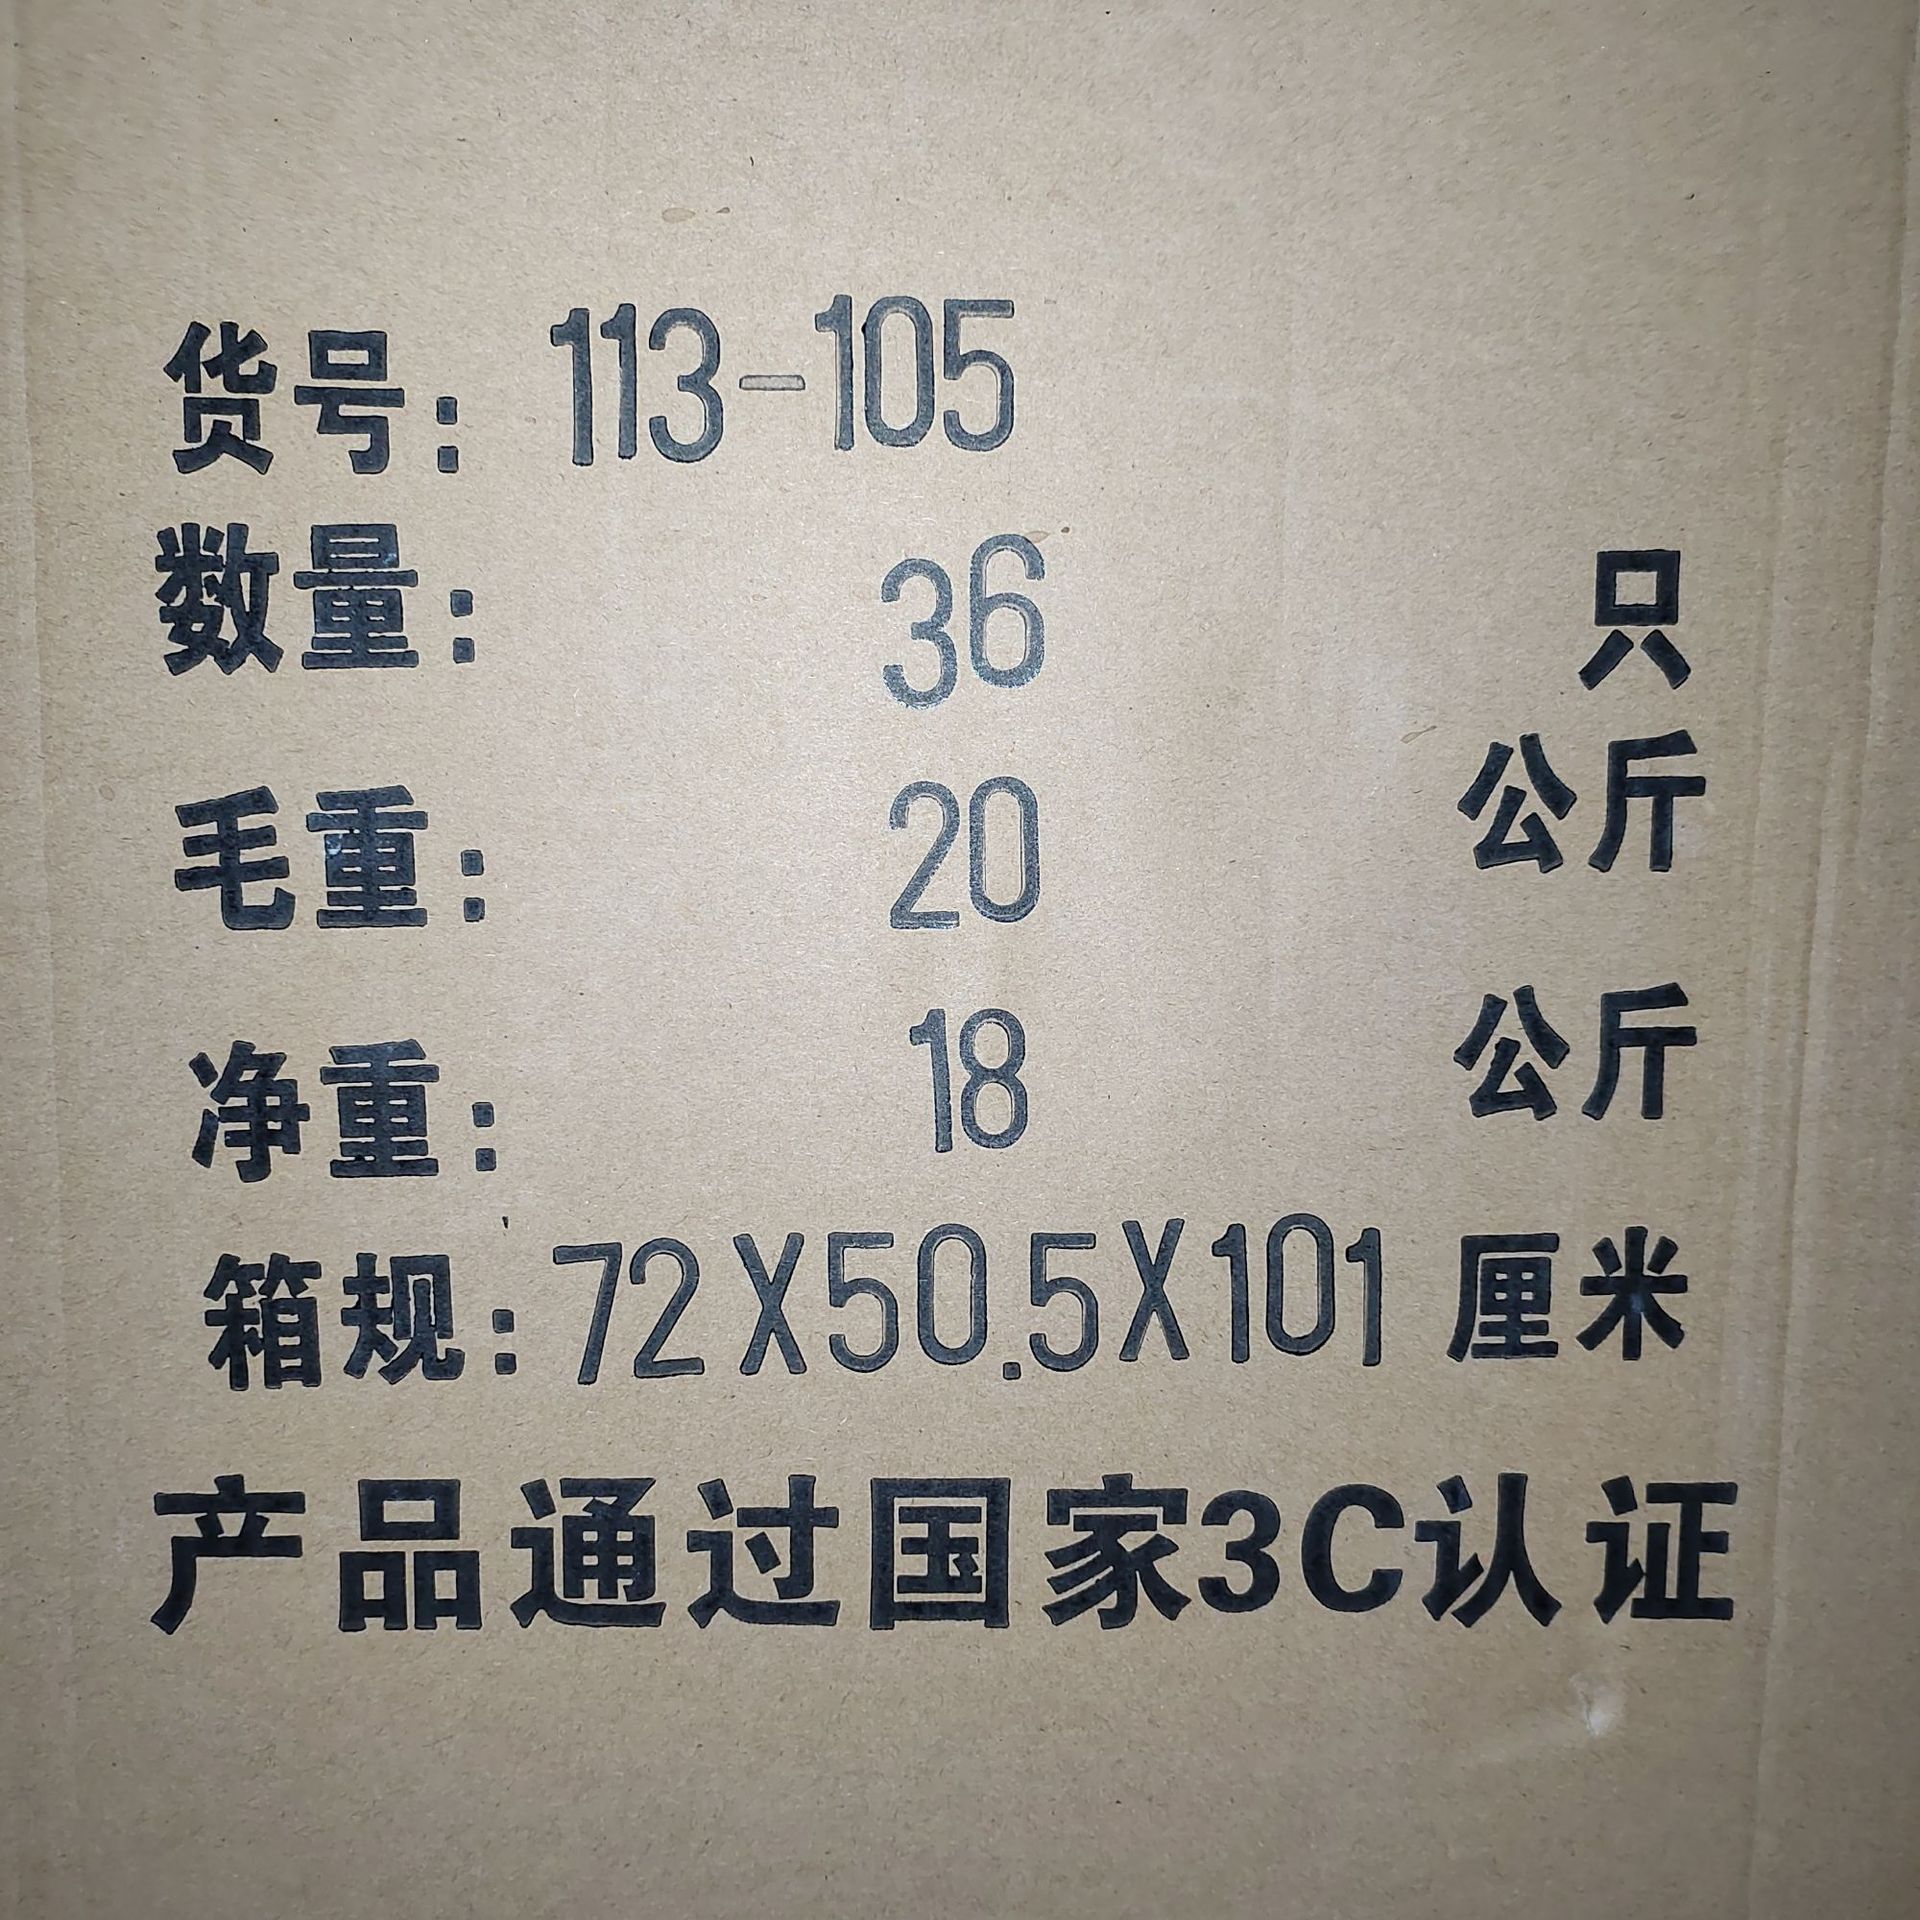 货号: 113-105
数量: 36 只
毛重: 20 公斤
净重: 18 公斤
箱规: 72X50.5X101 厘米
产品通过国家3C认证